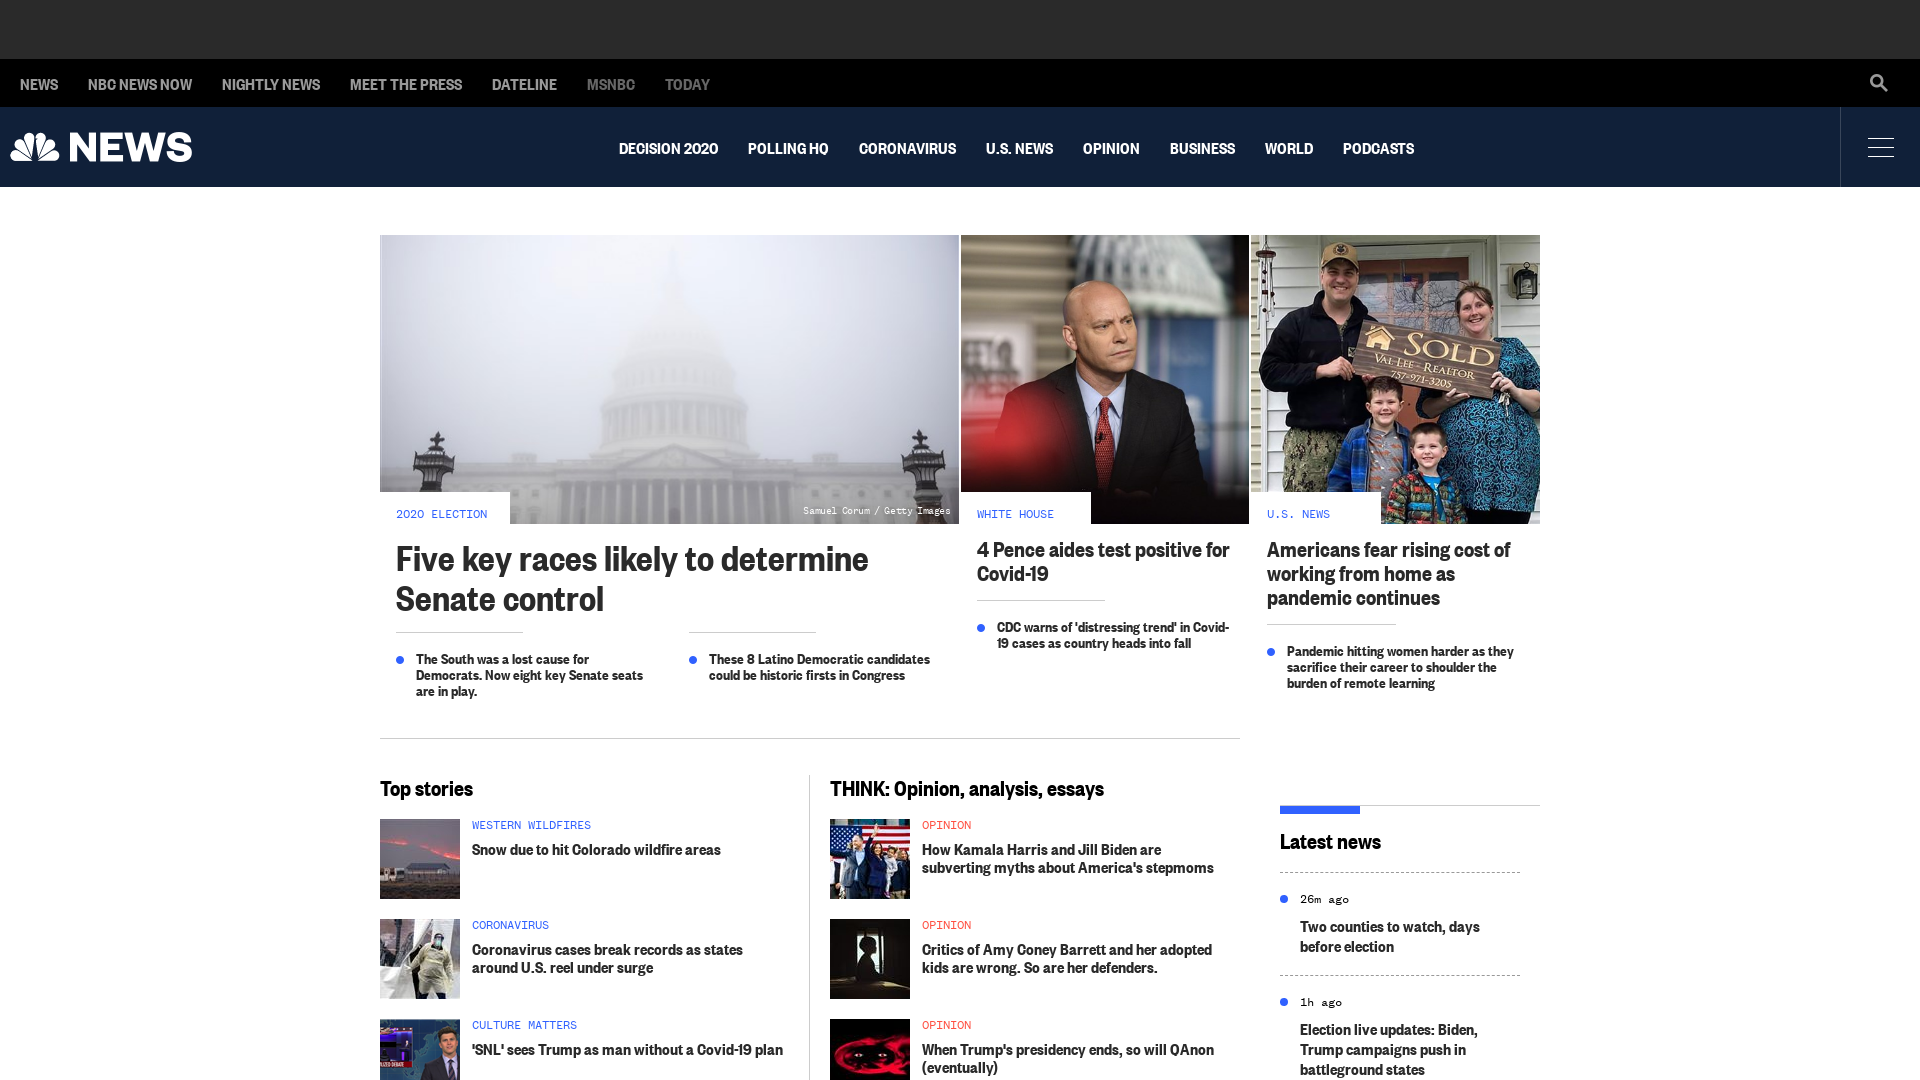 NEWS
NBC NEWS NOW
NIGHTLY NEWS
MEET THE PRESS
DATELINE
MSNBC
TODAY
NEWS
DECISION 2020
POLLING HQ
CORONAVIRUS
U.S. NEWS
OPINION
BUSINESS
WORLD
PODCASTS
Samuel Corum / Getty Images
2020 ELECTION
Five key races likely to determine
Senate control
The South was a lost cause for
Democrats. Now eight key Senate seats
are in play.
These 8 Latino Democratic candidates
could be historic firsts in Congress
WHITE HOUSE
4 Pence aides test positive for
Covid-19
CDC warns of 'distressing trend' in Covid-
19 cases as country heads into fall
SOLD
VAL LEE - REALTOR
757-971-3205
U.S. NEWS
Americans fear rising cost of
working from home as
pandemic continues
Pandemic hitting women harder as they
sacrifice their career to shoulder the
burden of remote learning
Top stories
WESTERN WILDFIRES
Snow due to hit Colorado wildfire areas
CORONAVIRUS
Coronavirus cases break records as states
around U.S. reel under surge
CULTURE MATTERS
'SNL' sees Trump as man without a Covid-19 plan
THINK: Opinion, analysis, essays
OPINION
How Kamala Harris and Jill Biden are
subverting myths about America's stepmoms
OPINION
Critics of Amy Coney Barrett and her adopted
kids are wrong. So are her defenders.
OPINION
When Trump's presidency ends, so will QAnon
(eventually)
Latest news
26m ago
Two counties to watch, days
before election
1h ago
Election live updates: Biden,
Trump campaigns push in
battleground states